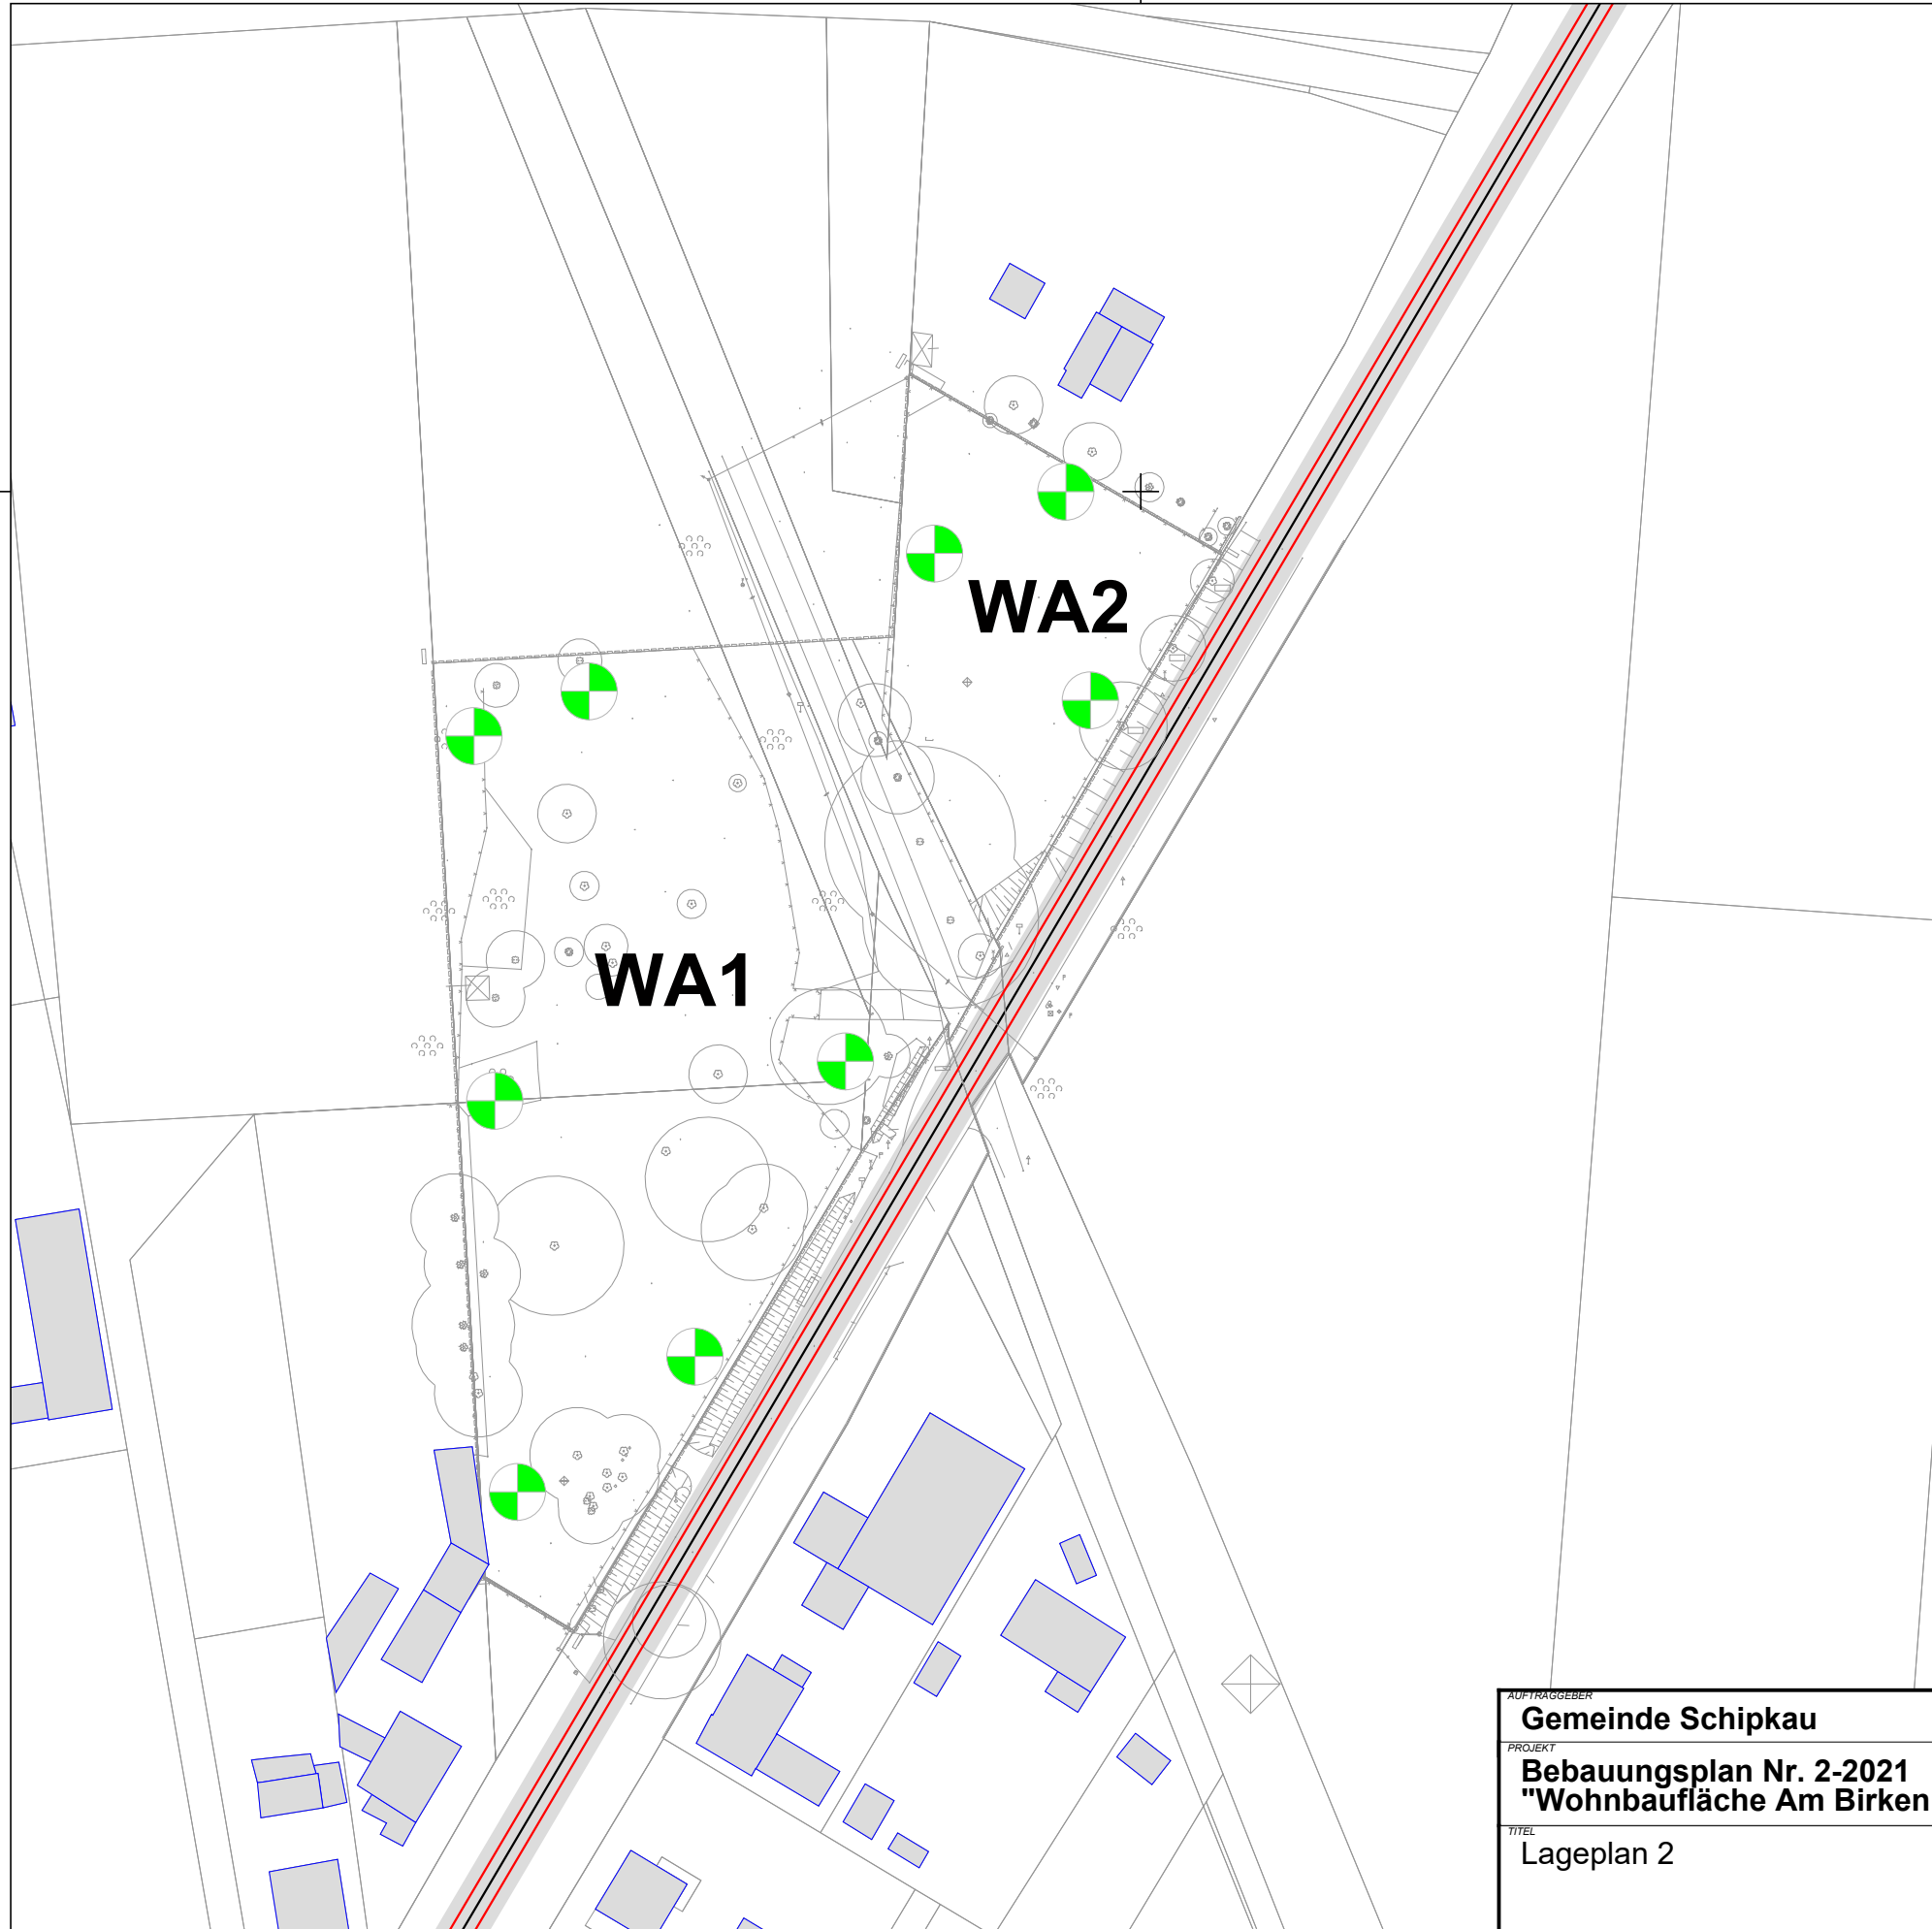 WA2
WA1
AUFTRAGGEBER
Gemeinde Schipkau
PROJEKT
Bebauungsplan Nr. 2-2021
"Wohnbaufläche Am Birken
TITEL
Lageplan 2